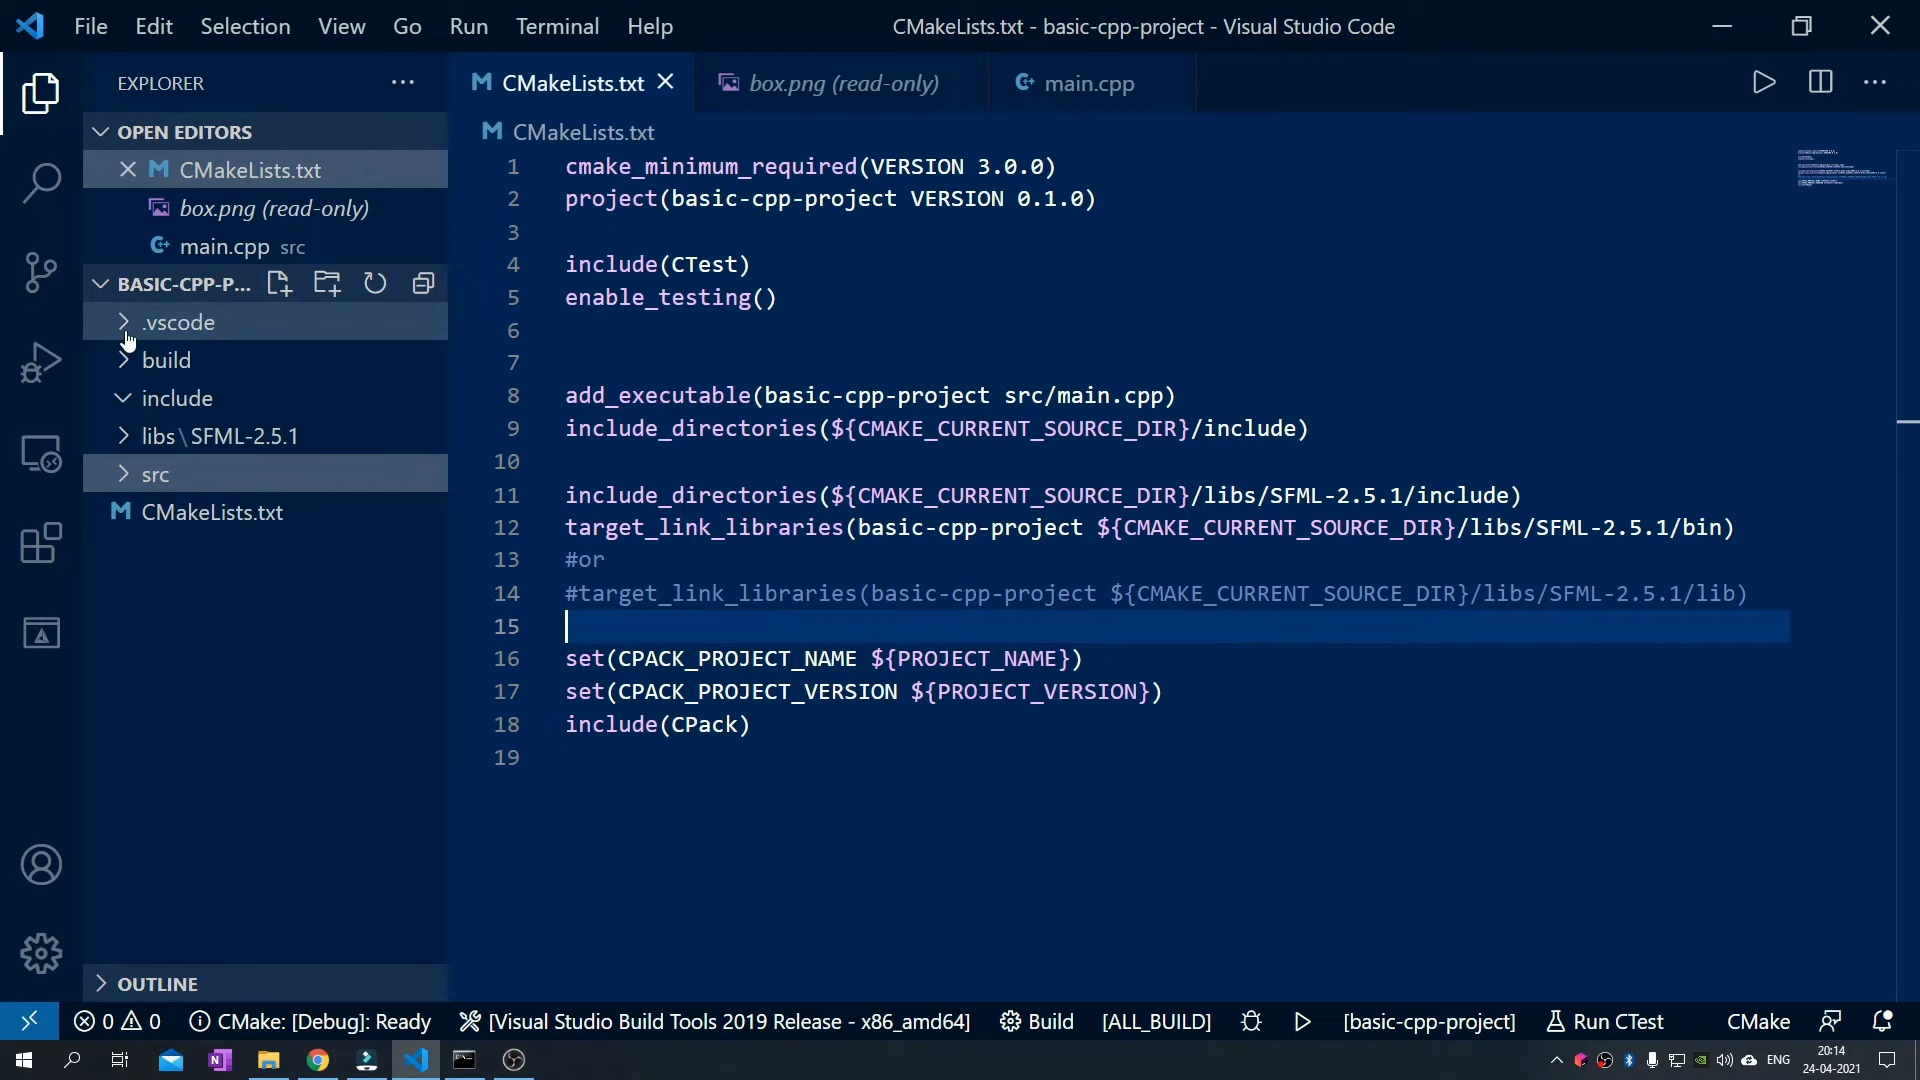 File Edit Selection View Go Run Terminal Help
CMakeLists.txt - basic-cpp-project - Visual Studio Code
EXPLORER
OPEN EDITORS
CMakeLists.txt
box.png (read-only)
main.cpp src
BASIC-CPP-P...
.vscode
build
include
libs\SFML-2.5.1
src
CMakeLists.txt
OUTLINE
CMakeLists.txt
box.png (read-only)
main.cpp
CMakeLists.txt
1 cmake_minimum_required(VERSION 3.0.0)
2 project(basic-cpp-project VERSION 0.1.0)
3
4 include(CTest)
5 enable_testing()
6
7
8 add_executable(basic-cpp-project src/main.cpp)
9 include_directories(${CMAKE_CURRENT_SOURCE_DIR}/include)
10
11 include_directories(${CMAKE_CURRENT_SOURCE_DIR}/libs/SFML-2.5.1/include)
12 target_link_libraries(basic-cpp-project ${CMAKE_CURRENT_SOURCE_DIR}/libs/SFML-2.5.1/bin)
13 #or
14 #target_link_libraries(basic-cpp-project ${CMAKE_CURRENT_SOURCE_DIR}/libs/SFML-2.5.1/lib)
15
16 set(CPACK_PROJECT_NAME ${PROJECT_NAME})
17 set(CPACK_PROJECT_VERSION ${PROJECT_VERSION})
18 include(CPack)
19
0 0 CMake: [Debug]: Ready [Visual Studio Build Tools 2019 Release - x86_amd64] Build [ALL_BUILD] [basic-cpp-project] Run CTest CMake
ENG
20:14
24-04-2021